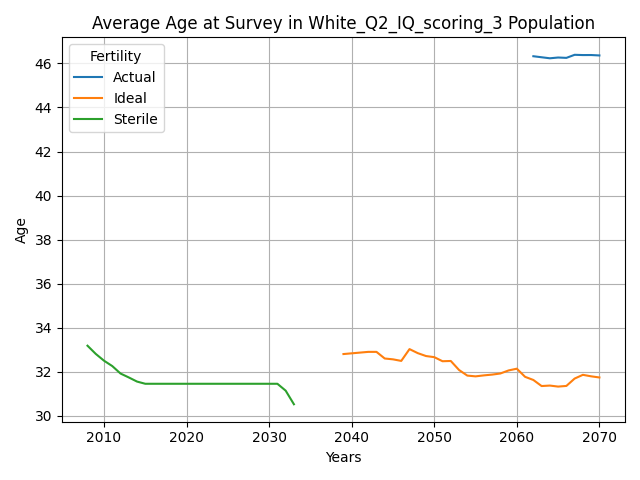 Average Age at Survey in White_Q2_IQ_scoring_3 Population
Fertility
Actual
Ideal
Sterile
46
44
42
40
38
36
34
32
30
Age
2010 2020 2030 2040 2050 2060 2070
Years